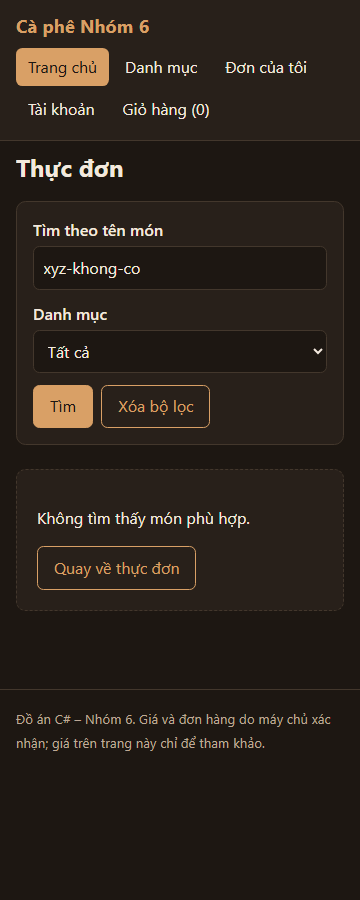 Cà phê Nhóm 6
Trang chủ Danh mục Đơn của tôi
Tài khoản Giỏ hàng (0)
Thực đơn
Tìm theo tên món
xyz-khong-co
Danh mục
Tất cả
Tìm Xóa bộ lọc
Không tìm thấy món phù hợp.
Quay về thực đơn
Đồ án C# – Nhóm 6. Giá và đơn hàng do máy chủ xác
nhận; giá trên trang này chỉ để tham khảo.